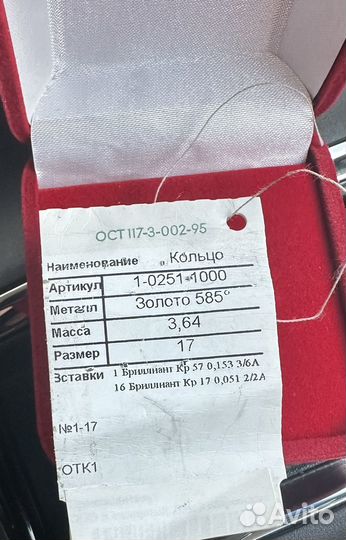 ОСТ 117-3-002-95
Наименование Кольцо
Артикул 1-0251-1000
Металл Золото 585°
Масса 3,64
Размер 17
Вставки 1 Бриллиант Кр 57 0,153 3/6А
16 Бриллиант Кр 17 0,051 2/2А
№1-17
ОТК1
Avito